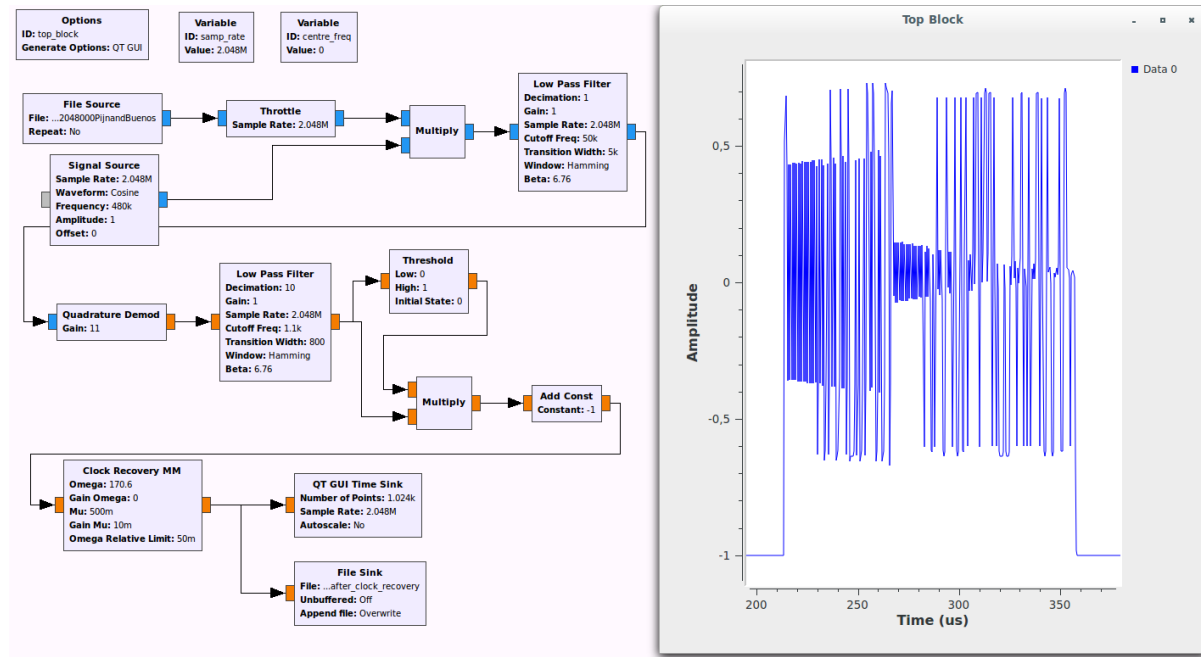 Options
ID: top_block
Generate Options: QT GUI
Variable
ID: samp_rate
Value: 2.048M
Variable
ID: centre_freq
Value: 0
File Source
File: ...2048000PijnandBuenos
Repeat: No
Throttle
Sample Rate: 2.048M
Multiply
Low Pass Filter
Decimation: 1
Gain: 1
Sample Rate: 2.048M
Cutoff Freq: 50k
Transition Width: 5k
Window: Hamming
Beta: 6.76
Signal Source
Sample Rate: 2.048M
Waveform: Cosine
Frequency: 480k
Amplitude: 1
Offset: 0
Quadrature Demod
Gain: 11
Low Pass Filter
Decimation: 10
Gain: 1
Sample Rate: 2.048M
Cutoff Freq: 1.1k
Transition Width: 800
Window: Hamming
Beta: 6.76
Threshold
Low: 0
High: 1
Initial State: 0
Multiply
Add Const
Constant: -1
Clock Recovery MM
Omega: 170.6
Gain Omega: 0
Mu: 500m
Gain Mu: 10m
Omega Relative Limit: 50m
QT GUI Time Sink
Number of Points: 1.024k
Sample Rate: 2.048M
Autoscale: No
File Sink
File: ...after_clock_recovery
Unbuffered: Off
Append file: Overwrite
Top Block
Data 0
Amplitude
0,5
0
-0,5
-1
200
250
300
350
Time (us)